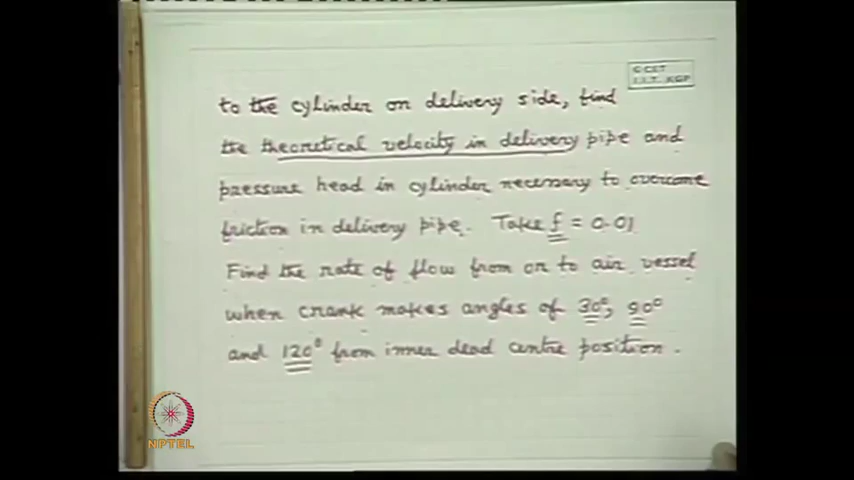 C CET
I.I.T. KGP
to the cylinder on delivery side, find
the theoretical velocity in delivery pipe and
pressure head in cylinder necessary to overcome
friction in delivery pipe. Take f = 0.01
Find the rate of flow from or to air vessel
when crank makes angles of 30°, 90°
and 120° from inner dead centre position.
NPTEL